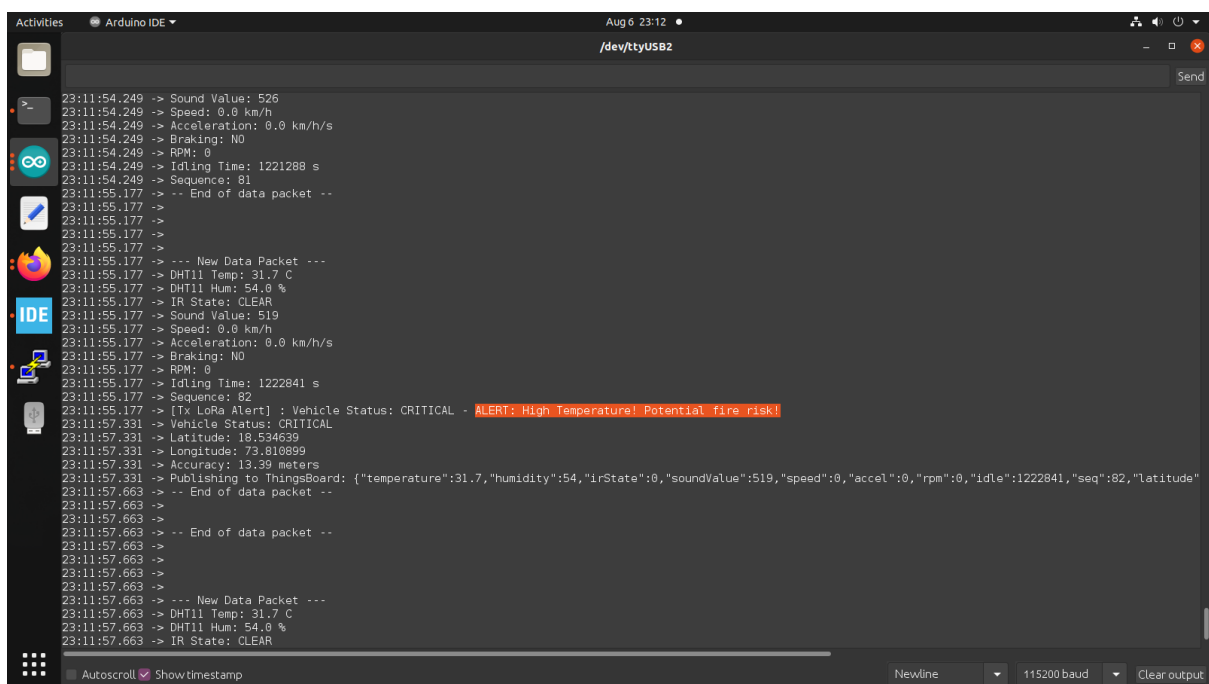 Activities
Arduino IDE
Aug 6 23:12
/dev/ttyUSB2
Send
23:11:54.249 -> Sound Value: 526
23:11:54.249 -> Speed: 0.0 km/h
23:11:54.249 -> Acceleration: 0.0 km/h/s
23:11:54.249 -> Braking: NO
23:11:54.249 -> RPM: 0
23:11:54.249 -> Idling Time: 1221288 s
23:11:54.249 -> Sequence: 81
23:11:55.177 -> -- End of data packet --
23:11:55.177 ->
23:11:55.177 ->
23:11:55.177 ->
23:11:55.177 ->
23:11:55.177 -> --- New Data Packet ---
23:11:55.177 -> DHT11 Temp: 31.7 C
23:11:55.177 -> DHT11 Hum: 54.0 %
23:11:55.177 -> IR State: CLEAR
23:11:55.177 -> Sound Value: 519
23:11:55.177 -> Speed: 0.0 km/h
23:11:55.177 -> Acceleration: 0.0 km/h/s
23:11:55.177 -> Braking: NO
23:11:55.177 -> RPM: 0
23:11:55.177 -> Idling Time: 1222841 s
23:11:55.177 -> Sequence: 82
23:11:55.177 -> [Tx LoRa Alert] : Vehicle Status: CRITICAL - ALERT: High Temperature! Potential fire risk!
23:11:57.331 -> Vehicle Status: CRITICAL
23:11:57.331 -> Latitude: 18.534639
23:11:57.331 -> Longitude: 73.810899
23:11:57.331 -> Accuracy: 13.39 meters
23:11:57.331 -> Publishing to ThingsBoard: {"temperature":31.7,"humidity":54,"irState":0,"soundValue":519,"speed":0,"accel":0,"rpm":0,"idle":1222841,"seq":82,"latitude"
23:11:57.663 -> -- End of data packet --
23:11:57.663 ->
23:11:57.663 ->
23:11:57.663 -> -- End of data packet --
23:11:57.663 ->
23:11:57.663 ->
23:11:57.663 ->
23:11:57.663 ->
23:11:57.663 -> --- New Data Packet ---
23:11:57.663 -> DHT11 Temp: 31.7 C
23:11:57.663 -> DHT11 Hum: 54.0 %
23:11:57.663 -> IR State: CLEAR
IDE
Autoscroll
Show timestamp
Newline
115200 baud
Clear output